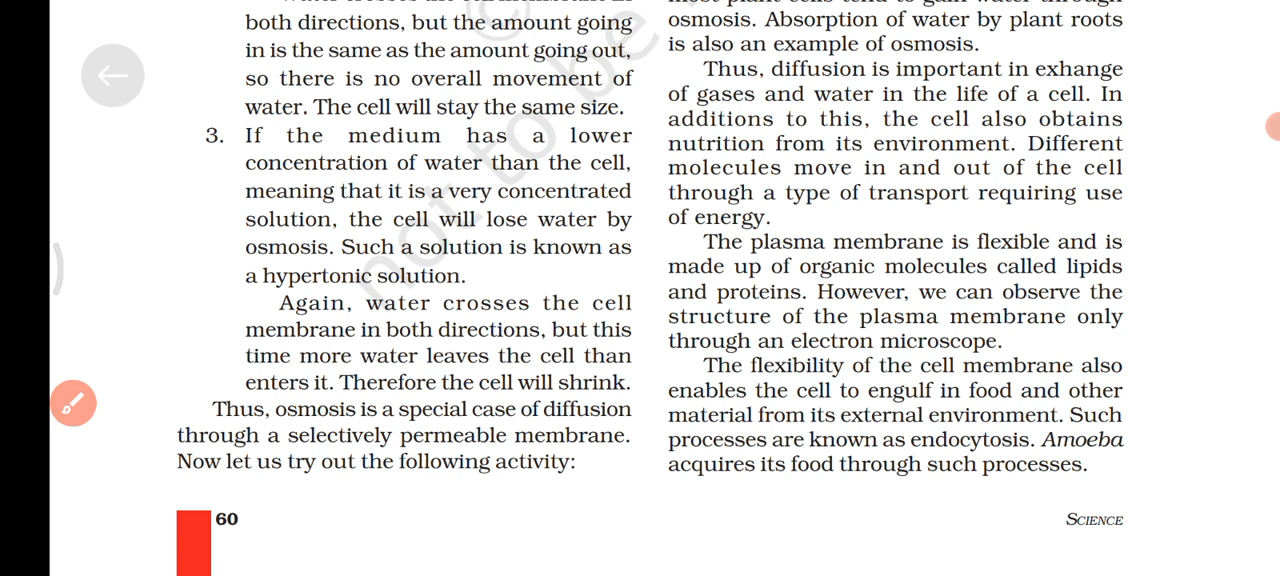 both directions, but the amount going
in is the same as the amount going out,
so there is no overall movement of
water. The cell will stay the same size.
3. If the medium has a lower
concentration of water than the cell,
meaning that it is a very concentrated
solution, the cell will lose water by
osmosis. Such a solution is known as
a hypertonic solution.
Again, water crosses the cell
membrane in both directions, but this
time more water leaves the cell than
enters it. Therefore the cell will shrink.
Thus, osmosis is a special case of diffusion
through a selectively permeable membrane.
Now let us try out the following activity:
osmosis. Absorption of water by plant roots
is also an example of osmosis.
Thus, diffusion is important in exhange
of gases and water in the life of a cell. In
additions to this, the cell also obtains
nutrition from its environment. Different
molecules move in and out of the cell
through a type of transport requiring use
of energy.
The plasma membrane is flexible and is
made up of organic molecules called lipids
and proteins. However, we can observe the
structure of the plasma membrane only
through an electron microscope.
The flexibility of the cell membrane also
enables the cell to engulf in food and other
material from its external environment. Such
processes are known as endocytosis. Amoeba
acquires its food through such processes.
60
SCIENCE
© not to be